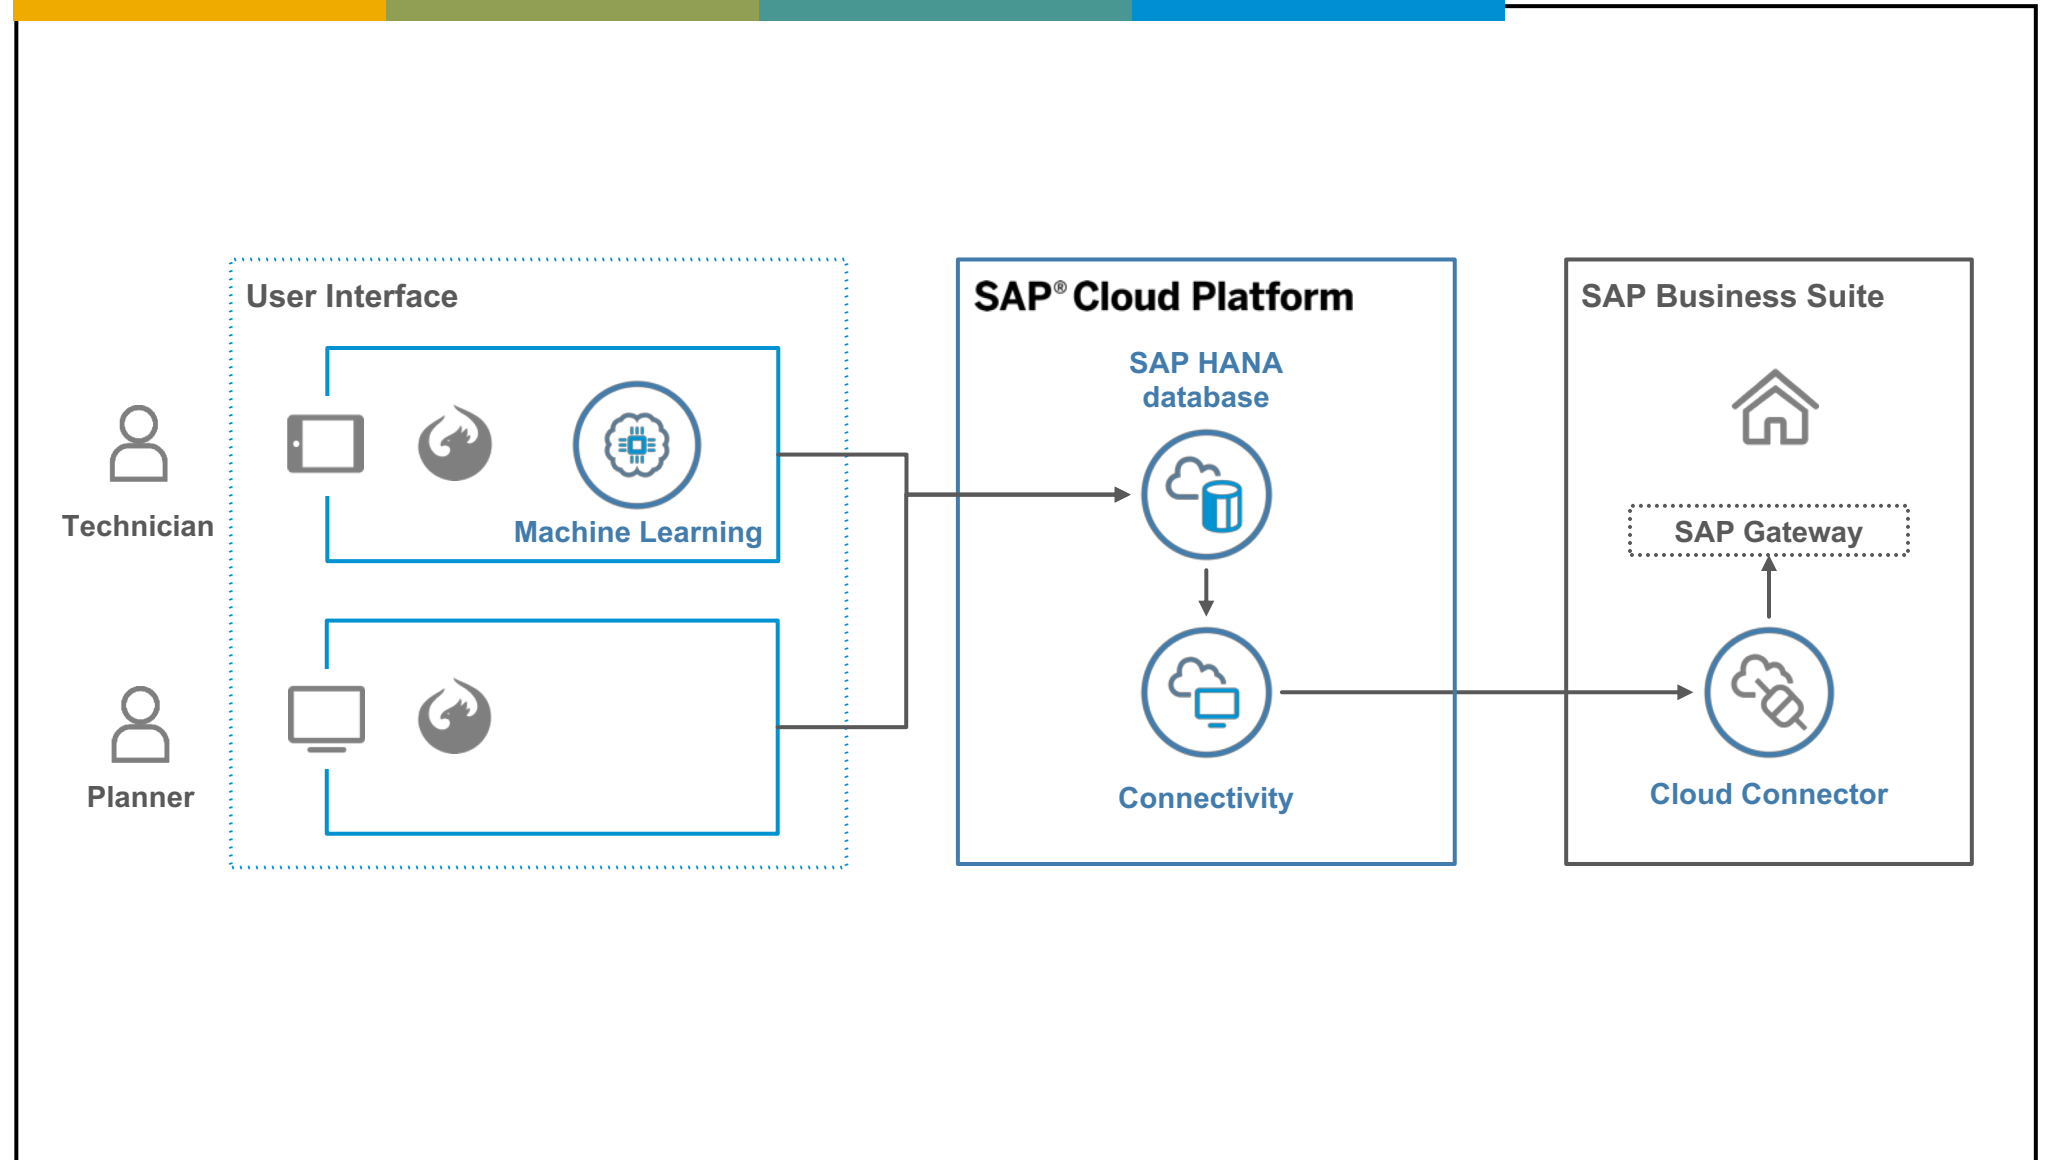 User Interface
SAP® Cloud Platform
SAP Business Suite
SAP HANA
database
Technician
Machine Learning
SAP Gateway
Planner
Connectivity
Cloud Connector